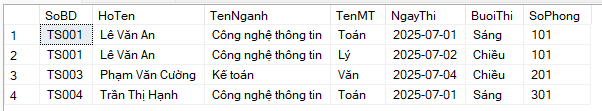 SoBD HoTen TenNganh TenMT NgayThi BuoiThi SoPhong
1 TS001 Lê Văn An Công nghệ thông tin Toán 2025-07-01 Sáng 101
2 TS001 Lê Văn An Công nghệ thông tin Lý 2025-07-02 Chiều 101
3 TS003 Phạm Văn Cường Kế toán Văn 2025-07-04 Chiều 201
4 TS004 Trần Thị Hạnh Công nghệ thông tin Toán 2025-07-01 Sáng 301